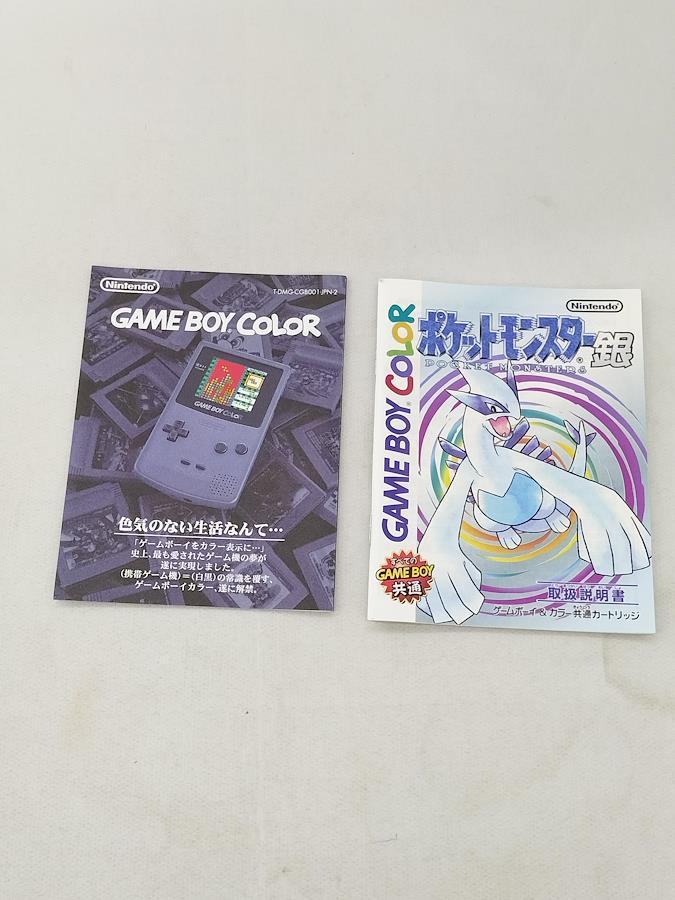 Nintendo
T-DMG-CGB001-JPN-2
GAME BOY COLOR
GAME BOY COLOR
色気のない生活なんて…
「ゲームボーイをカラー表示に…」
史上、最も愛されたゲーム機の夢が
遂に実現しました。
(携帯ゲーム機)=(白黒)の常識を覆す、
ゲームボーイカラー、遂に解禁。
Nintendo
GAME BOY COLOR
ポケットモンスター銀
POCKET MONSTERS
すべての
GAME BOY
共通
取扱説明書
ゲームボーイ&カラー共通カートリッジ